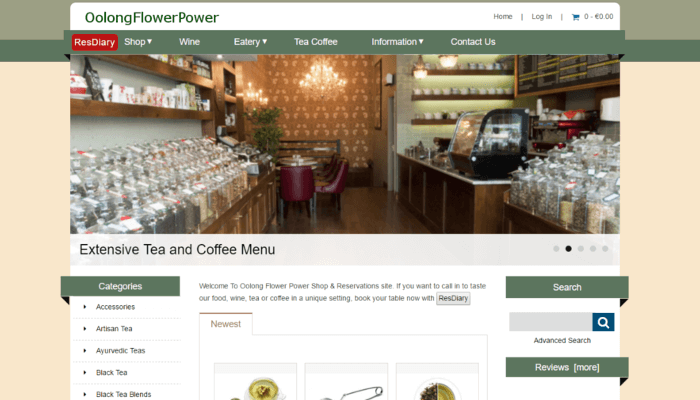 OolongFlowerPower
Home | Log In | 0 - €0.00
ResDiary Shop Wine Eatery Tea Coffee Information Contact Us
Extensive Tea and Coffee Menu
Categories
Accessories
Artisan Tea
Ayurvedic Teas
Black Tea
Black Tea Blends
Welcome To Oolong Flower Power Shop & Reservations site. If you want to call in to taste
our food, wine, tea or coffee in a unique setting, book your table now with ResDiary
Newest
Search
Advanced Search
Reviews [more]